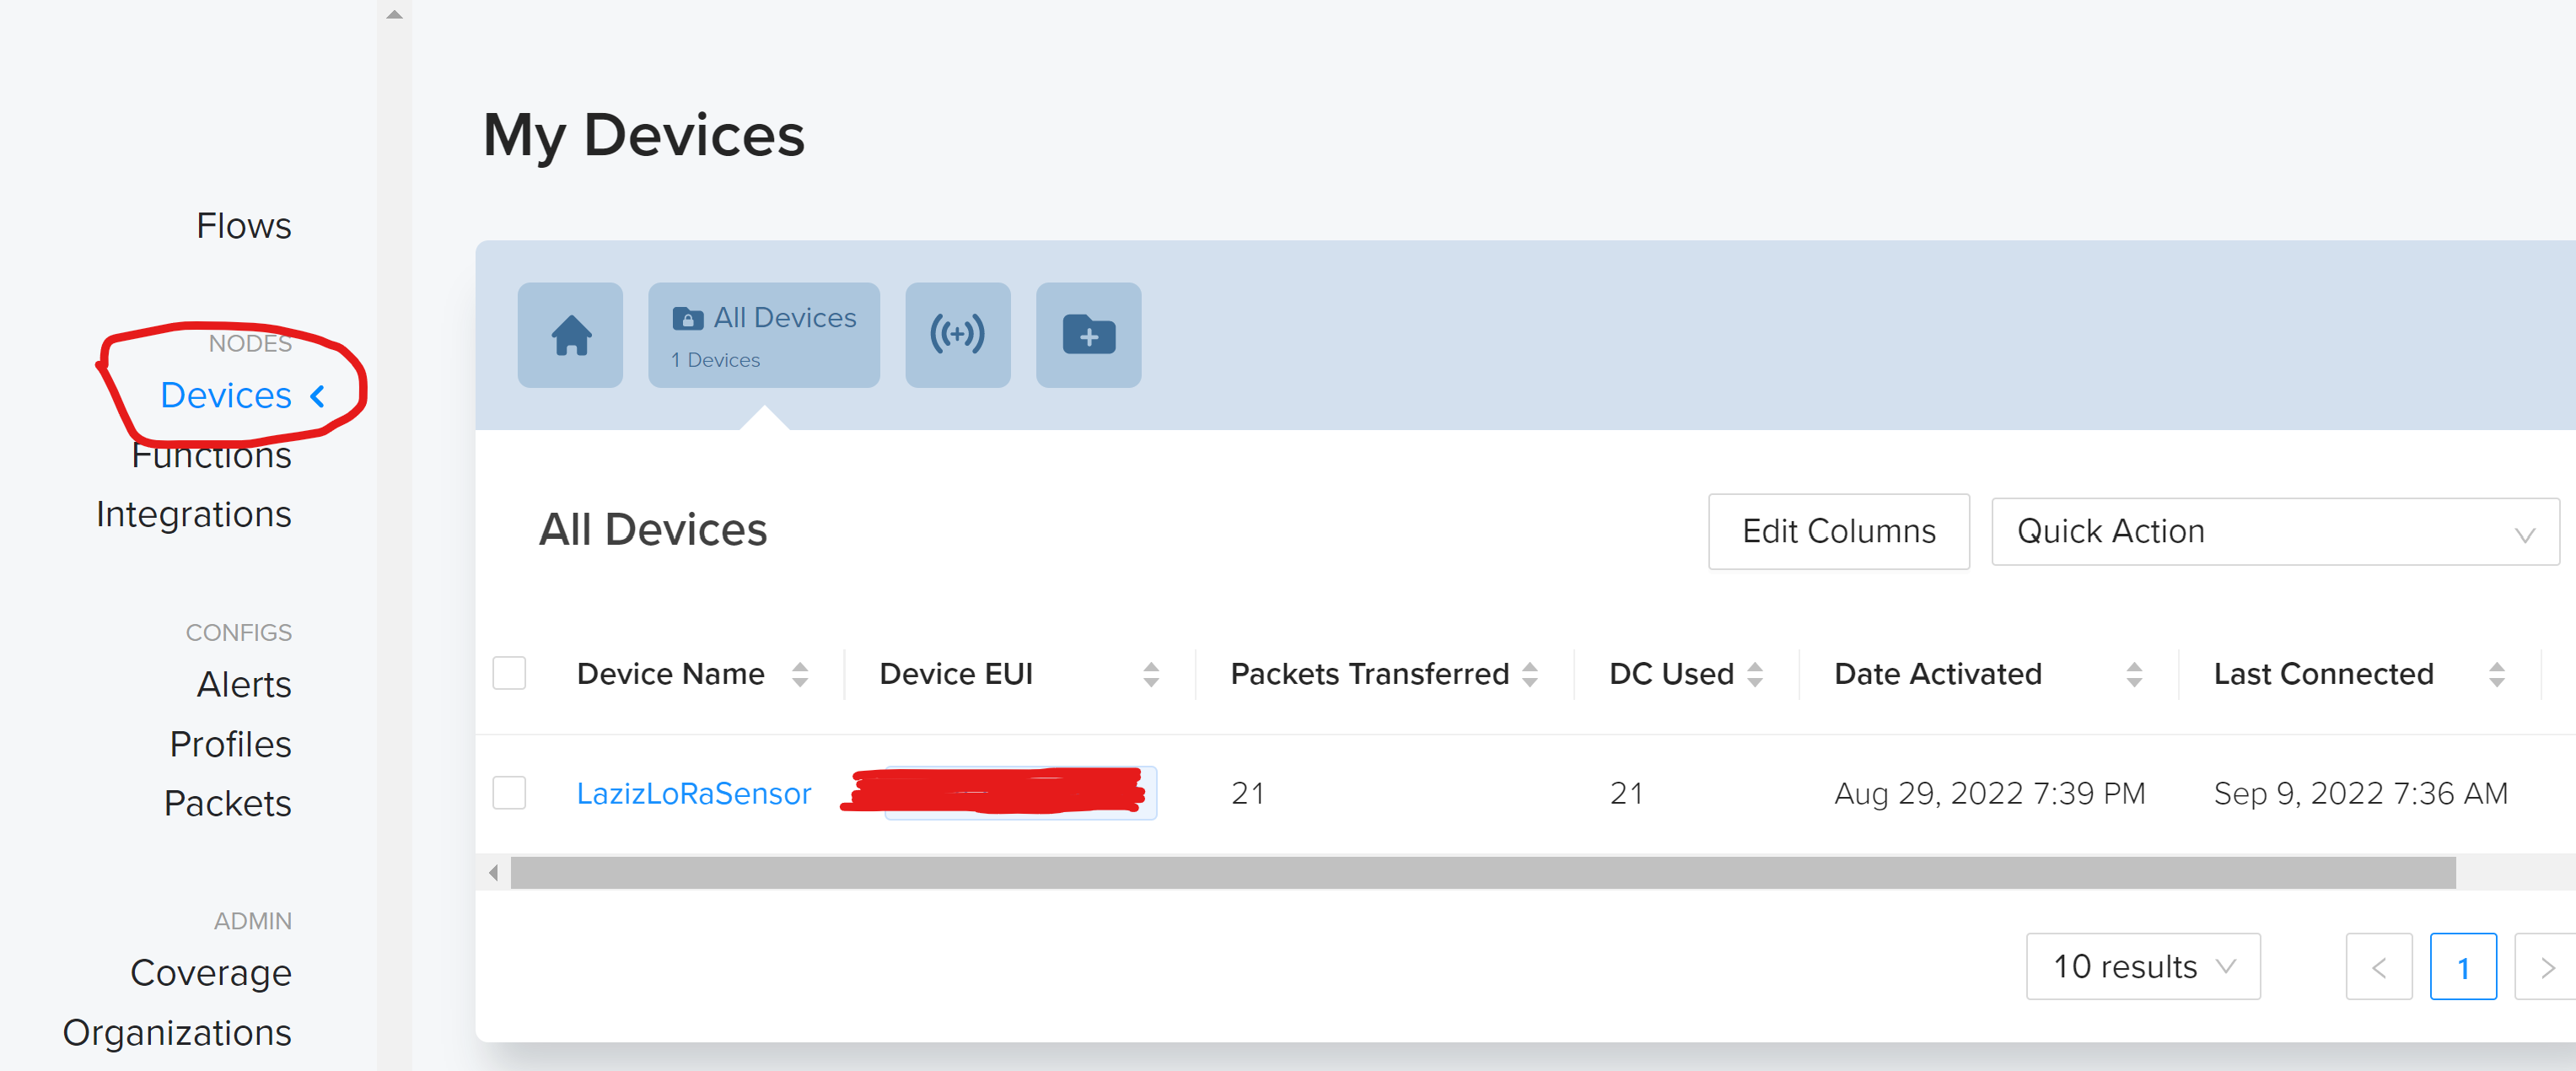 My Devices
Flows
NODES
Devices
Functions
Integrations
CONFIGS
Alerts
Profiles
Packets
ADMIN
Coverage
Organizations
All Devices
1 Devices
All Devices
Edit Columns
Quick Action
Device Name Device EUI Packets Transferred DC Used Date Activated Last Connected
LazizLoRaSensor 21 21 Aug 29, 2022 7:39 PM Sep 9, 2022 7:36 AM
10 results
1